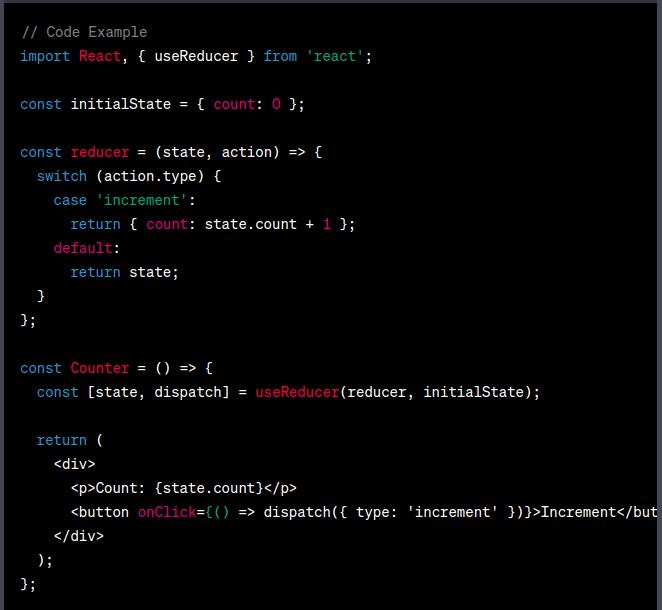 // Code Example
import React, { useReducer } from 'react';
const initialState = { count: 0 };
const reducer = (state, action) => {
  switch (action.type) {
    case 'increment':
      return { count: state.count + 1 };
    default:
      return state;
  }
};
const Counter = () => {
  const [state, dispatch] = useReducer(reducer, initialState);
  return (
    <div>
      <p>Count: {state.count}</p>
      <button onClick={() => dispatch({ type: 'increment' })}>Increment</but
    </div>
  );
};